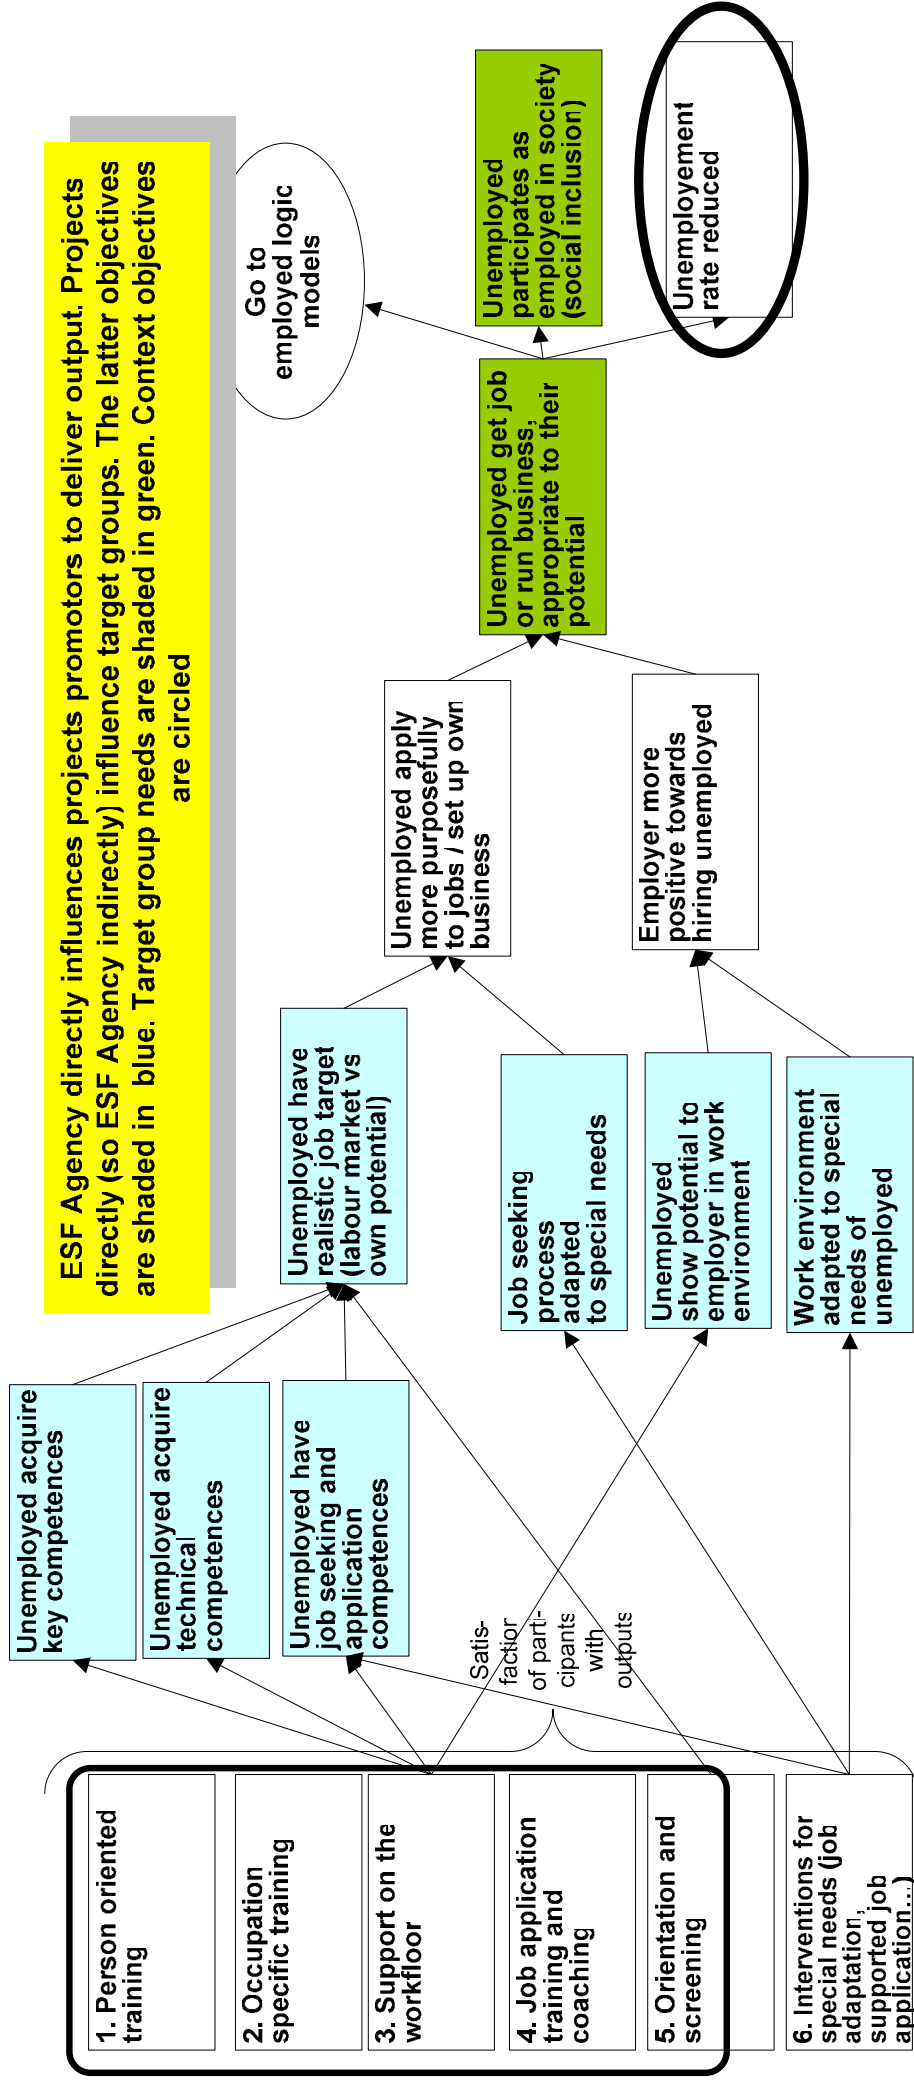 ESF Agency directly influences projects promotors to deliver output. Projects
directly (so ESF Agency indirectly) influence target groups. The latter objectives
are shaded in blue. Target group needs are shaded in green. Context objectives
are circled
Go to
employed logic
models
Unemployed
participates as
employed in society
(social inclusion)
Unemployement
rate reduced
Unemployed get job
or run business,
appropriate to their
potential
Unemployed apply
more purposefully
to jobs / set up own
business
Employer more
positive towards
hiring unemployed
Unemployed have
realistic job target
(labour market vs
own potential)
Job seeking
process
adapted
to special needs
Unemployed
show potential to
employer in work
environment
Work environment
adapted to special
needs of
unemployed
Unemployed acquire
key competences
Unemployed acquire
technical
competences
Unemployed have
job seeking and
application
competences
Satis-
faction
of parti-
cipants
with
outputs
1. Person oriented
training
2. Occupation
specific training
3. Support on the
workfloor
4. Job application
training and
coaching
5. Orientation and
screening
6. Interventions for
special needs (job
adaptation,
supported job
application...)